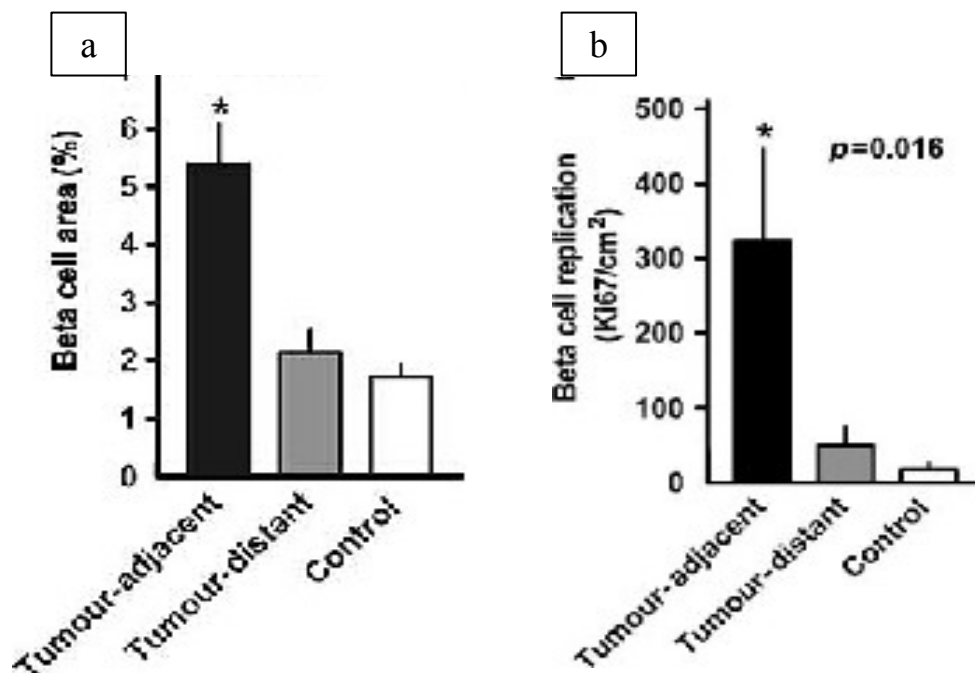 a
Beta cell area (%)
6
5
4
3
2
1
0
*
Tumour-adjacent
Tumour-distant
Control
b
Beta cell replication
(KI67/cm²)
500
400
300
200
100
0
*
p=0.016
Tumour-adjacent
Tumour-distant
Control